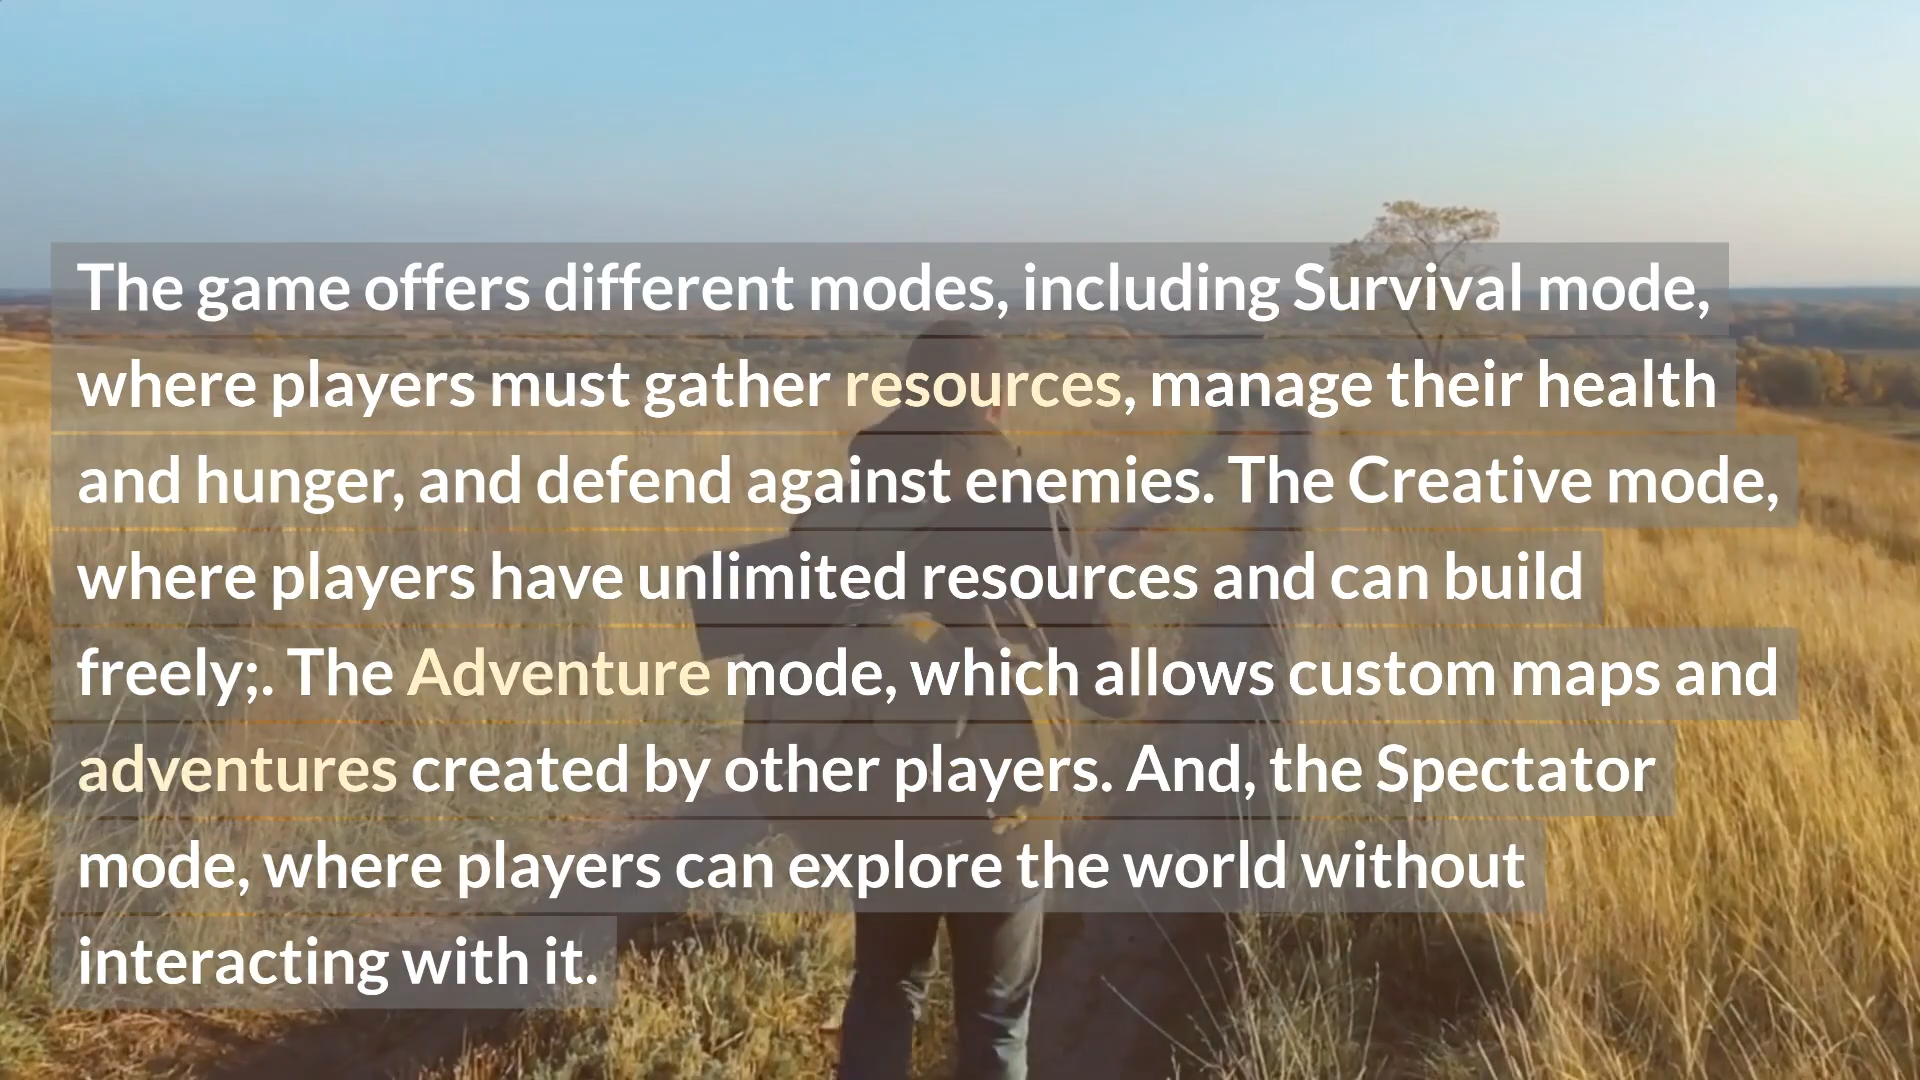 The game offers different modes, including Survival mode,
where players must gather resources, manage their health
and hunger, and defend against enemies. The Creative mode,
where players have unlimited resources and can build
freely;. The Adventure mode, which allows custom maps and
adventures created by other players. And, the Spectator
mode, where players can explore the world without
interacting with it.